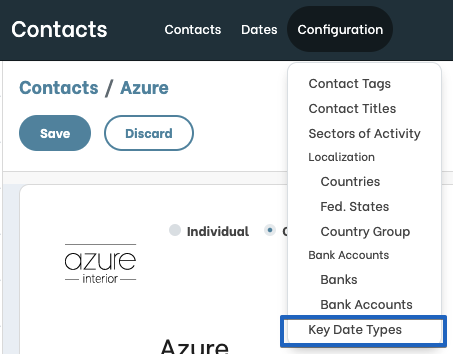 Contacts
Contacts Dates Configuration
Contacts / Azure
Save Discard
Contact Tags
Contact Titles
Sectors of Activity
Localization
Countries
Fed. States
Country Group
Bank Accounts
Banks
Bank Accounts
Key Date Types
Individual
azure
interior
Azure